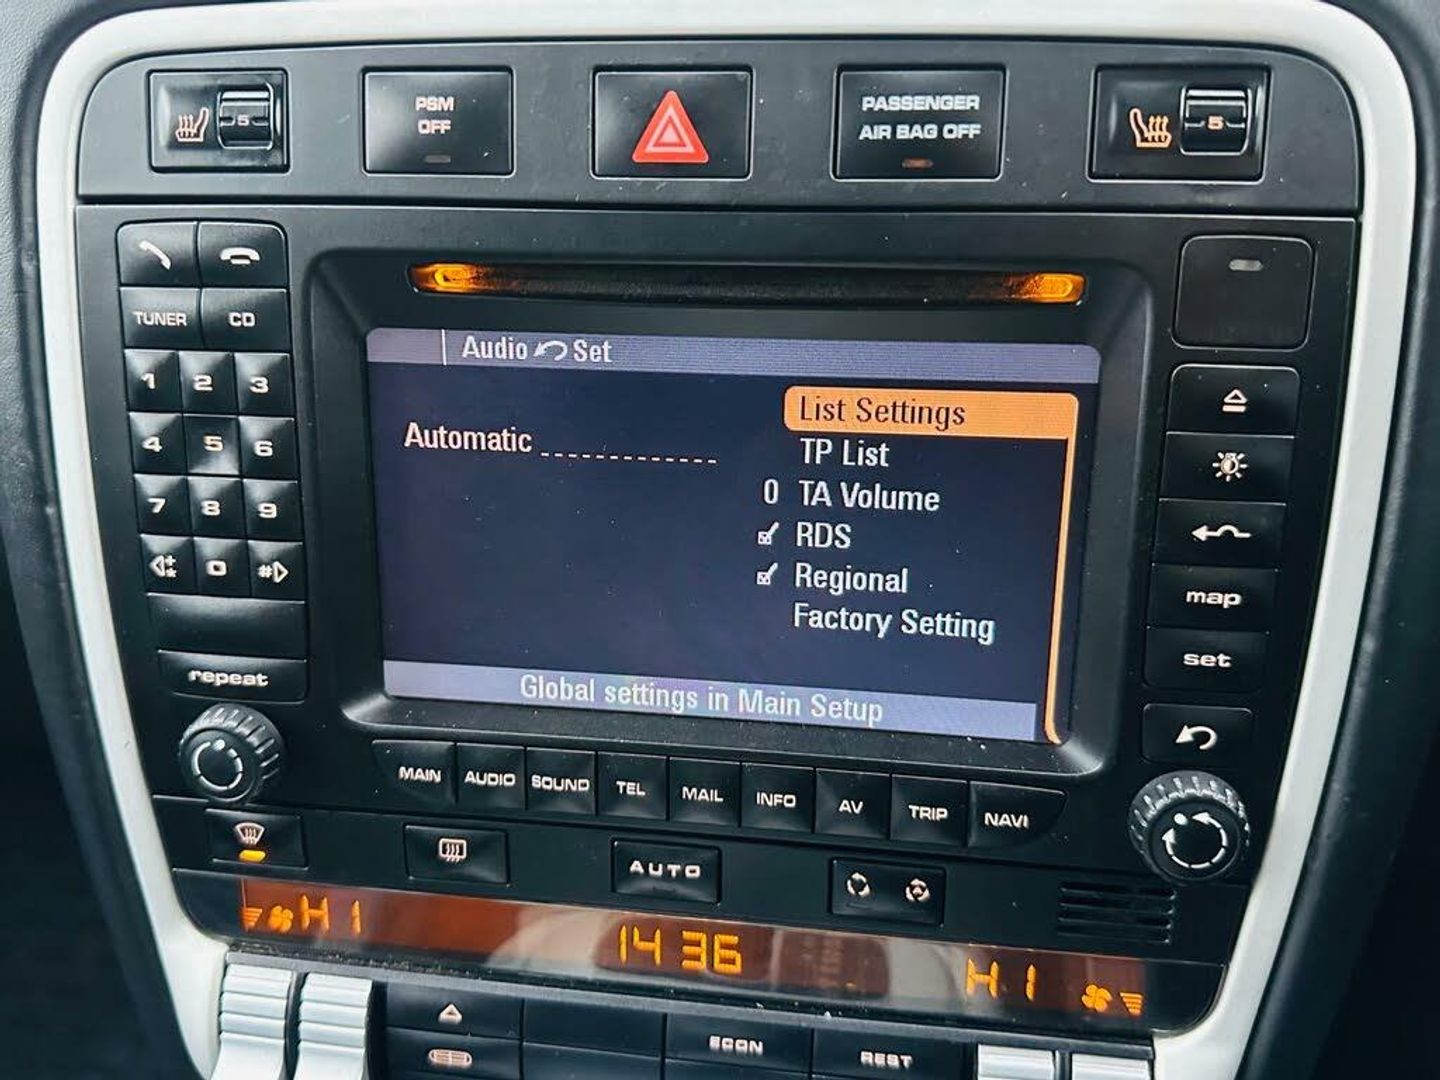 5
PSM
OFF
PASSENGER
AIR BAG OFF
5
TUNER
CD
1
2
3
4
5
6
7
8
9
*
0
#
repeat
Audio Set
List Settings
Automatic
TP List
0 TA Volume
RDS
Regional
Factory Setting
Global settings in Main Setup
map
set
MAIN
AUDIO
SOUND
TEL
MAIL
INFO
AV
TRIP
NAVI
AUTO
H 1
14 36
H 1
ECON
REST